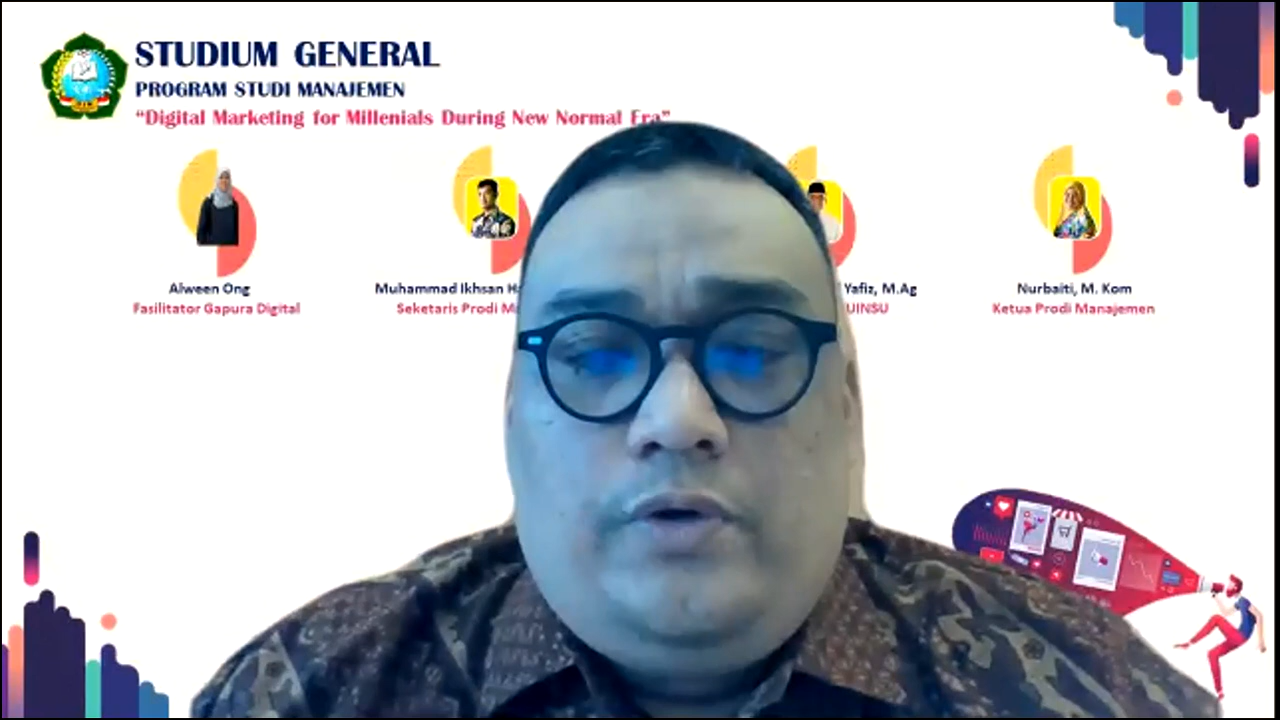 STUDIUM GENERAL
PROGRAM STUDI MANAJEMEN
“Digital Marketing for Millenials During New Normal Era”
Alween Ong
Fasilitator Gapura Digital
Muhammad Ikhsan
Seketaris Prodi
Yafiz, M.Ag
UINSU
Nurbaiti, M. Kom
Ketua Prodi Manajemen